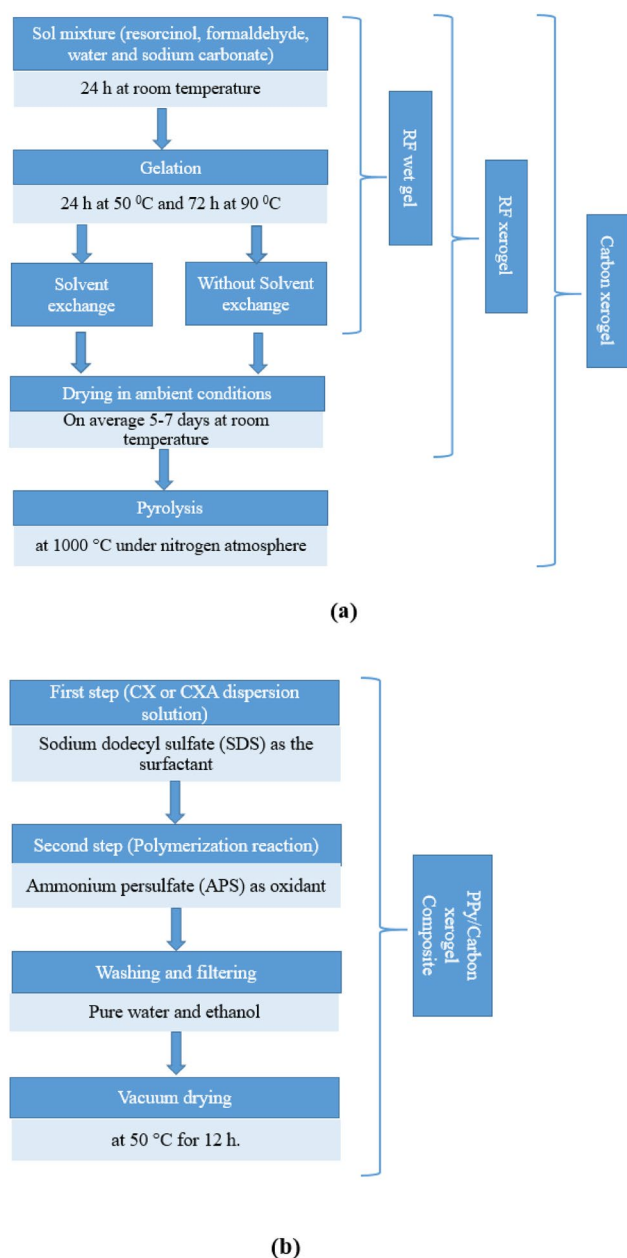 Sol mixture (resorcinol, formaldehyde,
water and sodium carbonate)
24 h at room temperature
Gelation
24 h at 50 ⁰C and 72 h at 90 ⁰C
Solvent
exchange
Without Solvent
exchange
Drying in ambient conditions
On average 5-7 days at room
temperature
Pyrolysis
at 1000 °C under nitrogen atmosphere
RF wet gel
RF xerogel
Carbon xerogel
(a)
First step (CX or CXA dispersion
solution)
Sodium dodecyl sulfate (SDS) as the
surfactant
Second step (Polymerization reaction)
Ammonium persulfate (APS) as oxidant
Washing and filtering
Pure water and ethanol
Vacuum drying
at 50 °C for 12 h.
PPy/Carbon
xerogel
Composite
(b)